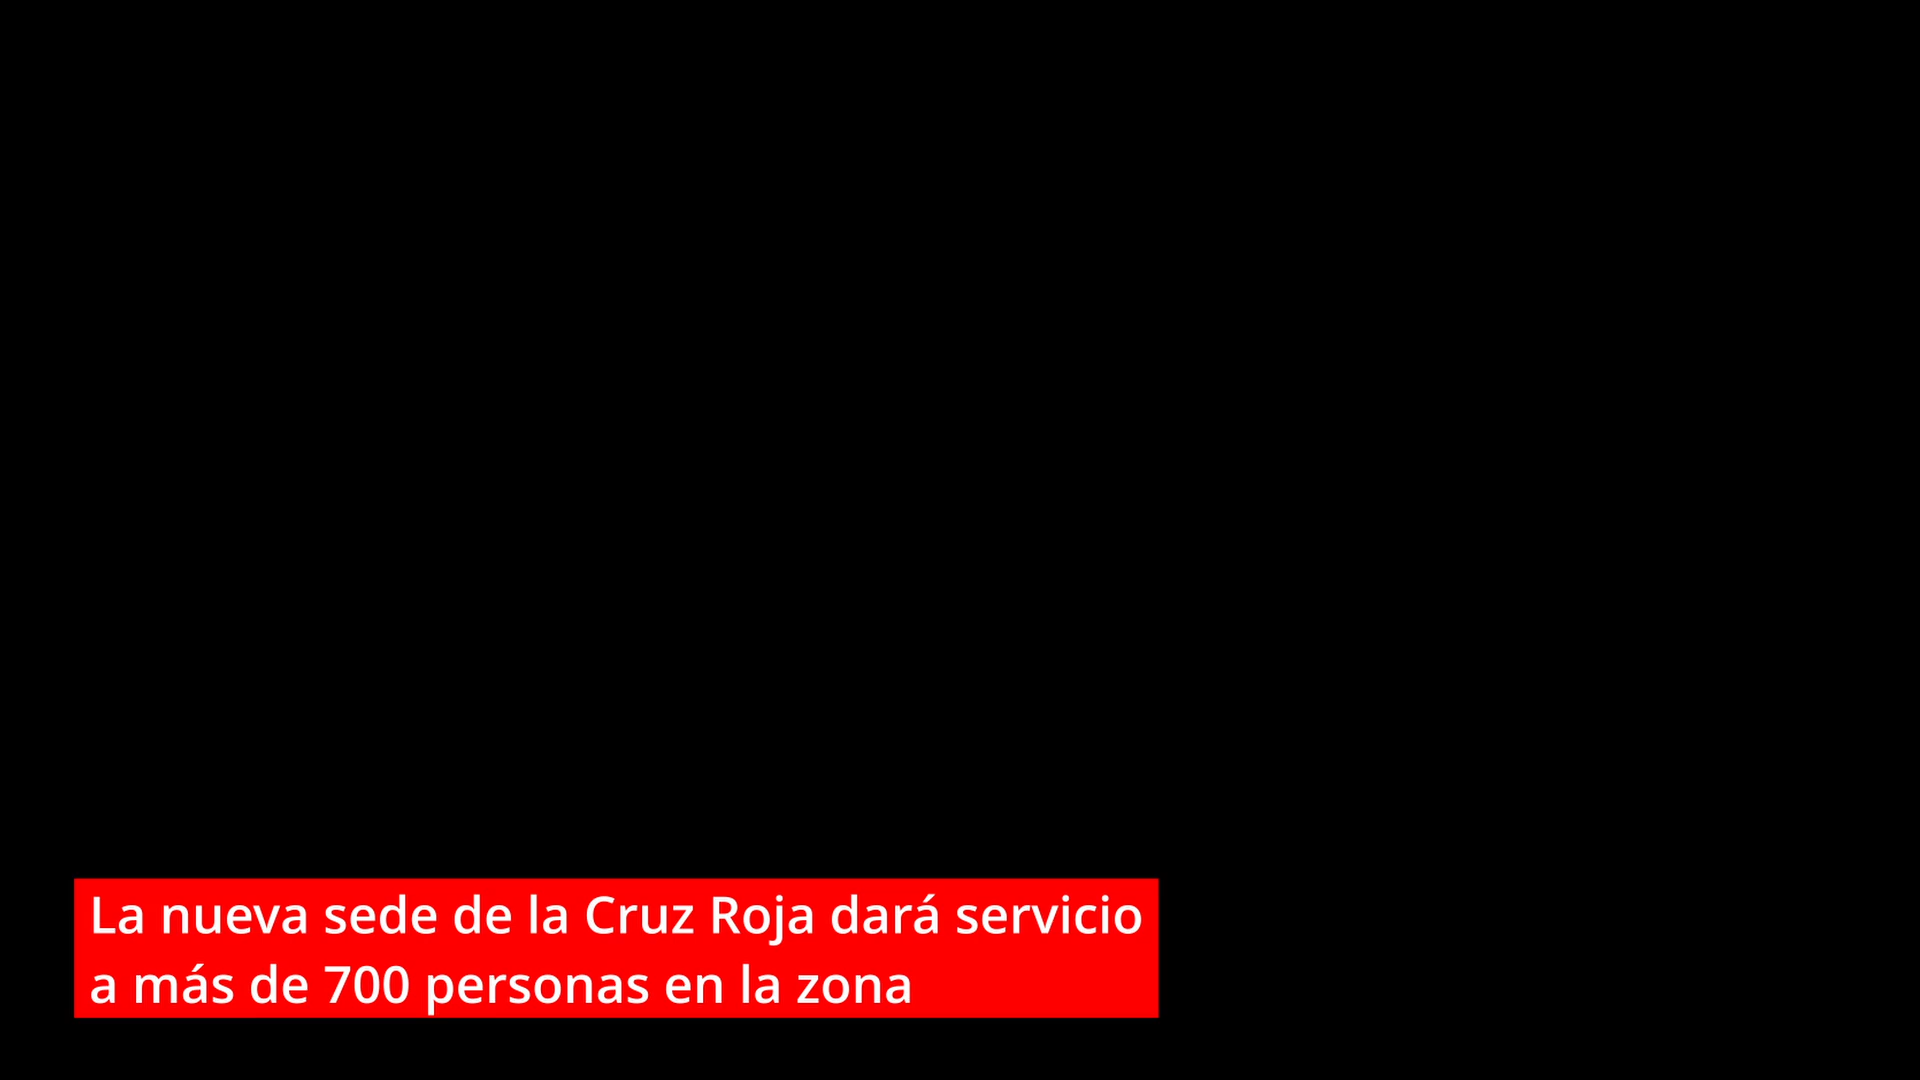 La nueva sede de la Cruz Roja dará servicio
a más de 700 personas en la zona